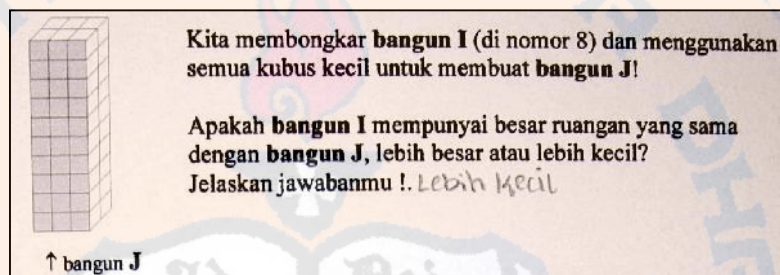 Kita membongkar bangun I (di nomor 8) dan menggunakan
semua kubus kecil untuk membuat bangun J!
Apakah bangun I mempunyai besar ruangan yang sama
dengan bangun J, lebih besar atau lebih kecil?
Jelaskan jawabanmu !. Lebih kecil
↑ bangun J